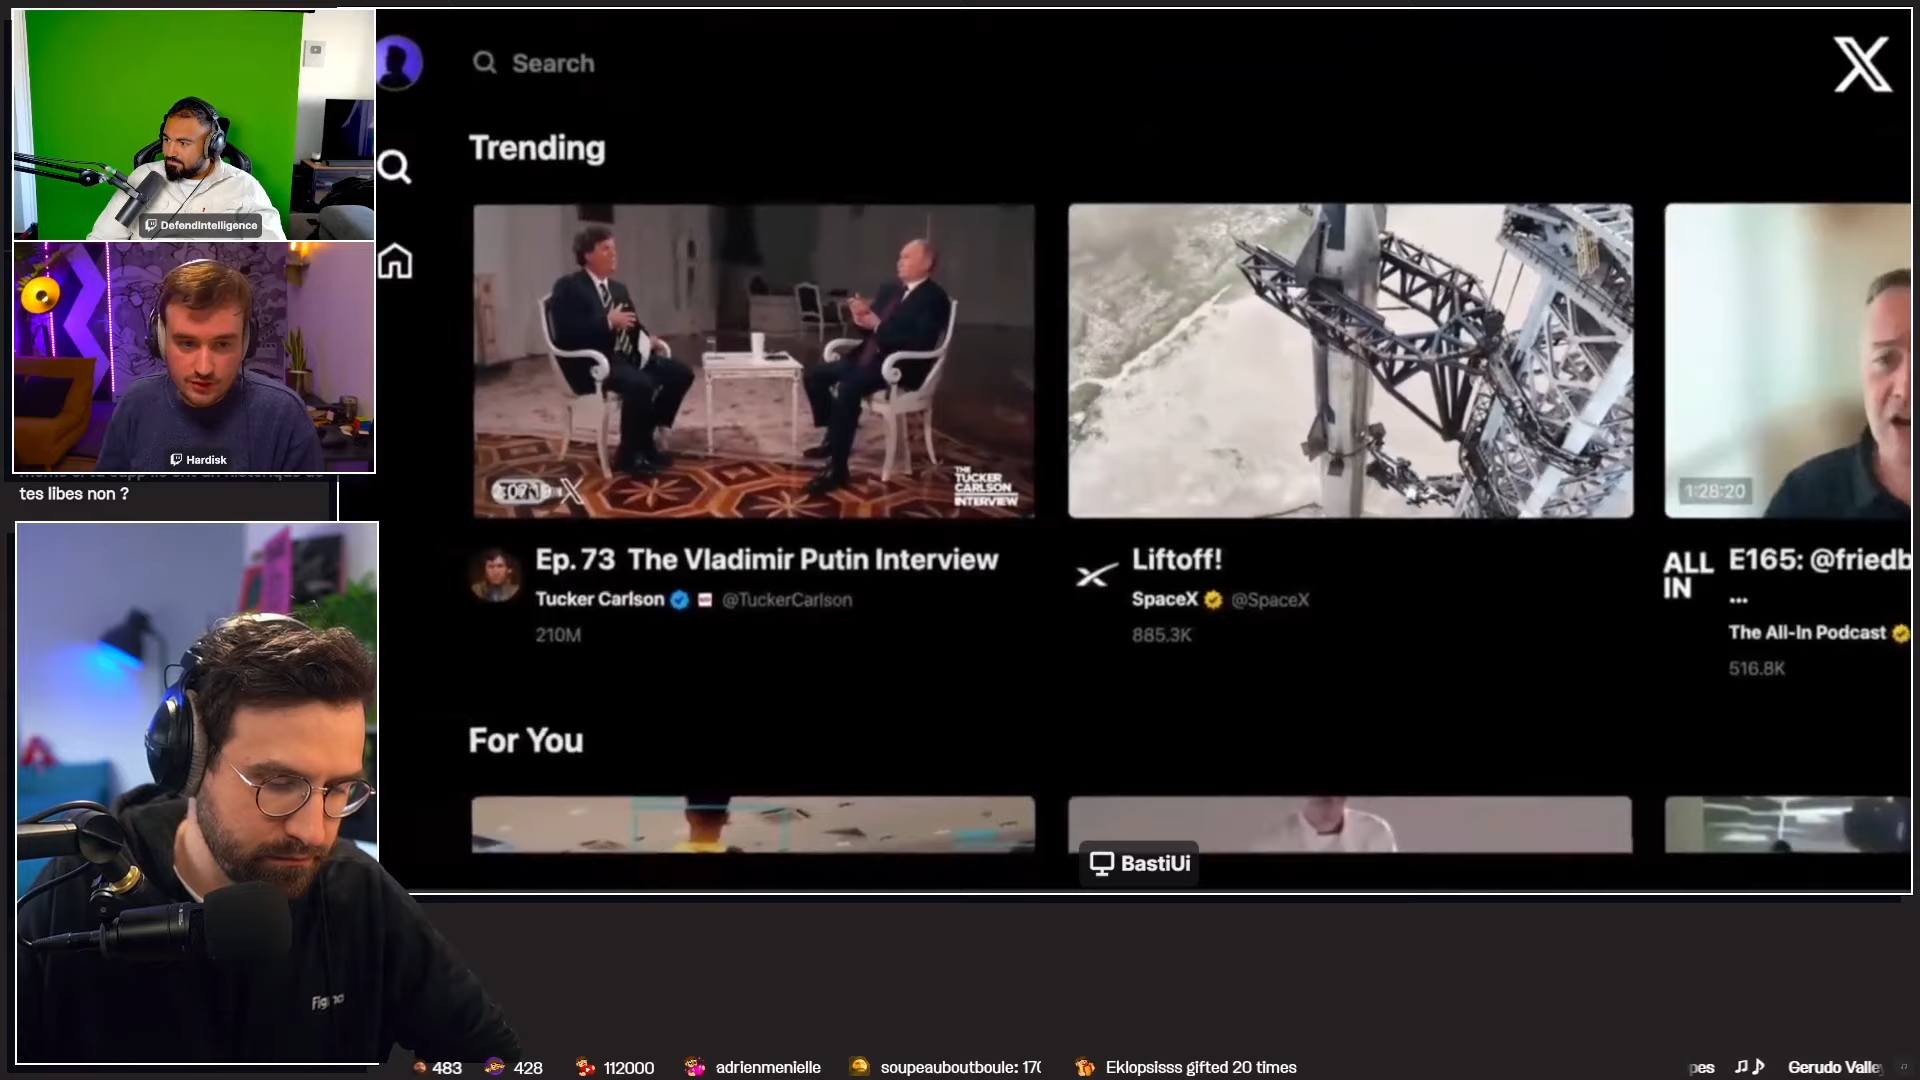 DefendIntelligence
Hardisk
tes libes non ?
Search
X
Trending
THE
TUCKER
CARLSON
INTERVIEW
1:28:20
Ep. 73 The Vladimir Putin Interview
Tucker Carlson @TuckerCarlson
210M
Liftoff!
SpaceX @SpaceX
885.3K
ALL
IN
E165: @friedb
...
The All-In Podcast
516.8K
For You
BastiUi
483
428
112000
adrienmenielle
soupeauboutboule: 170
Eklopsisss gifted 20 times
pes
Gerudo Valle